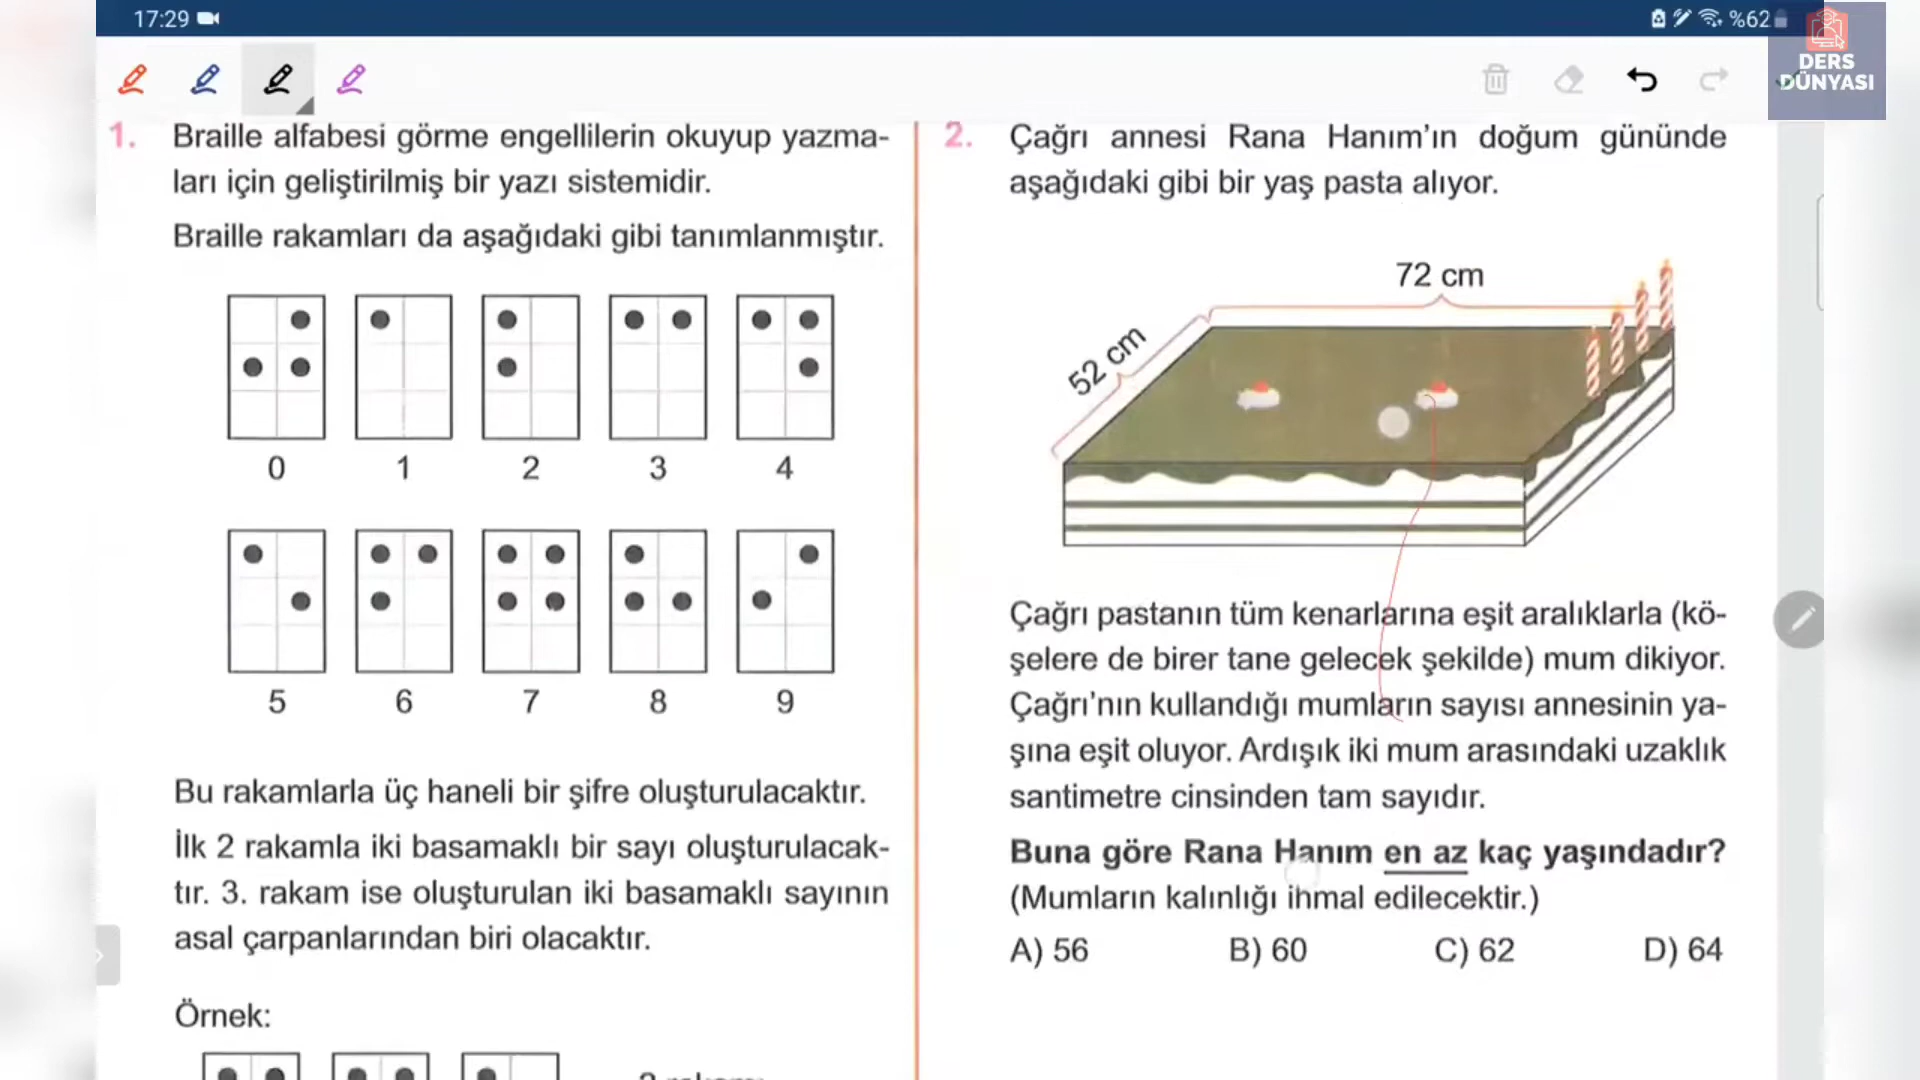 17:29
%62
DERS
DÜNYASI
1. Braille alfabesi görme engellilerin okuyup yazma-
ları için geliştirilmiş bir yazı sistemidir.
Braille rakamları da aşağıdaki gibi tanımlanmıştır.
0 1 2 3 4
5 6 7 8 9
Bu rakamlarla üç haneli bir şifre oluşturulacaktır.
İlk 2 rakamla iki basamaklı bir sayı oluşturulacak-
tır. 3. rakam ise oluşturulan iki basamaklı sayının
asal çarpanlarından biri olacaktır.
Örnek:
2. Çağrı annesi Rana Hanım'ın doğum gününde
aşağıdaki gibi bir yaş pasta alıyor.
72 cm
52 cm
Çağrı pastanın tüm kenarlarına eşit aralıklarla (kö-
şelere de birer tane gelecek şekilde) mum dikiyor.
Çağrı'nın kullandığı mumların sayısı annesinin ya-
şına eşit oluyor. Ardışık iki mum arasındaki uzaklık
santimetre cinsinden tam sayıdır.
Buna göre Rana Hanım en az kaç yaşındadır?
(Mumların kalınlığı ihmal edilecektir.)
A) 56 B) 60 C) 62 D) 64